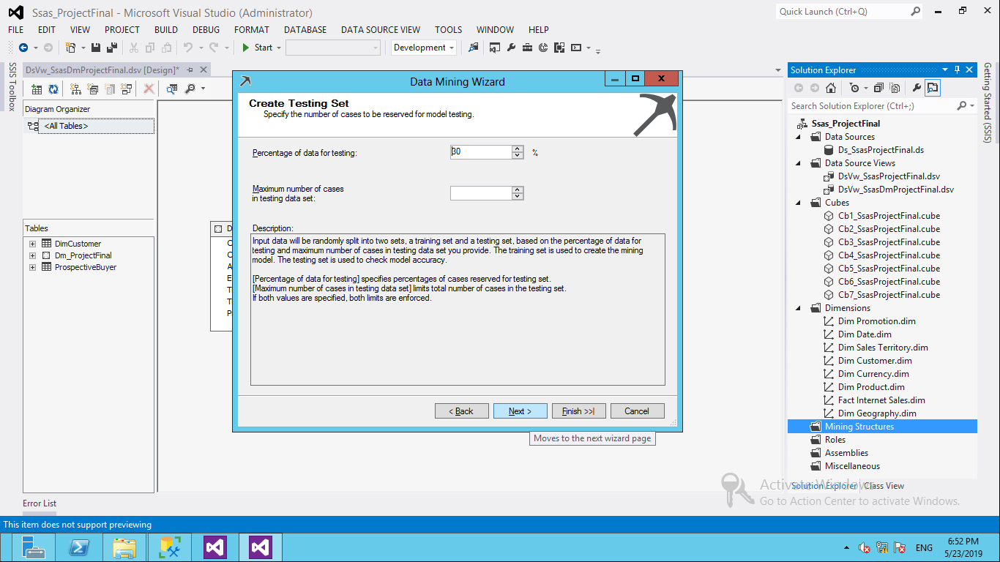 Ssas_ProjectFinal - Microsoft Visual Studio (Administrator)
Quick Launch (Ctrl+Q)
FILE EDIT VIEW PROJECT BUILD DEBUG FORMAT DATABASE DATA SOURCE VIEW TOOLS WINDOW HELP
Start
Development
SSIS Toolbox
DsVw_SsasDmProjectFinal.dsv [Design]*
Diagram Organizer
<All Tables>
Tables
DimCustomer
Dm_ProjectFinal
ProspectiveBuyer
Data Mining Wizard
Create Testing Set
Specify the number of cases to be reserved for model testing.
Percentage of data for testing:
30
%
Maximum number of cases
in testing data set:
Description:
Input data will be randomly split into two sets, a training set and a testing set, based on the percentage of data for
testing and maximum number of cases in testing data set you provide. The training set is used to create the mining
model. The testing set is used to check model accuracy.
[Percentage of data for testing] specifies percentages of cases reserved for testing set.
[Maximum number of cases in testing data set] limits total number of cases in the testing set.
If both values are specified, both limits are enforced.
< Back
Next >
Finish >>|
Cancel
Moves to the next wizard page
Solution Explorer
Search Solution Explorer (Ctrl+;)
Ssas_ProjectFinal
Data Sources
Ds_SsasProjectFinal.ds
Data Source Views
DsVw_SsasProjectFinal.dsv
DsVw_SsasDmProjectFinal.dsv
Cubes
Cb1_SsasProjectFinal.cube
Cb2_SsasProjectFinal.cube
Cb3_SsasProjectFinal.cube
Cb4_SsasProjectFinal.cube
Cb5_SsasProjectFinal.cube
Cb6_SsasProjectFinal.cube
Cb7_SsasProjectFinal.cube
Dimensions
Dim Promotion.dim
Dim Date.dim
Dim Sales Territory.dim
Dim Customer.dim
Dim Currency.dim
Dim Product.dim
Fact Internet Sales.dim
Dim Geography.dim
Mining Structures
Roles
Assemblies
Miscellaneous
Solution Explorer Class View
Getting Started (SSIS)
Activate Windows
Go to Action Center to activate Windows.
Error List
This item does not support previewing
ENG
6:52 PM
5/23/2019